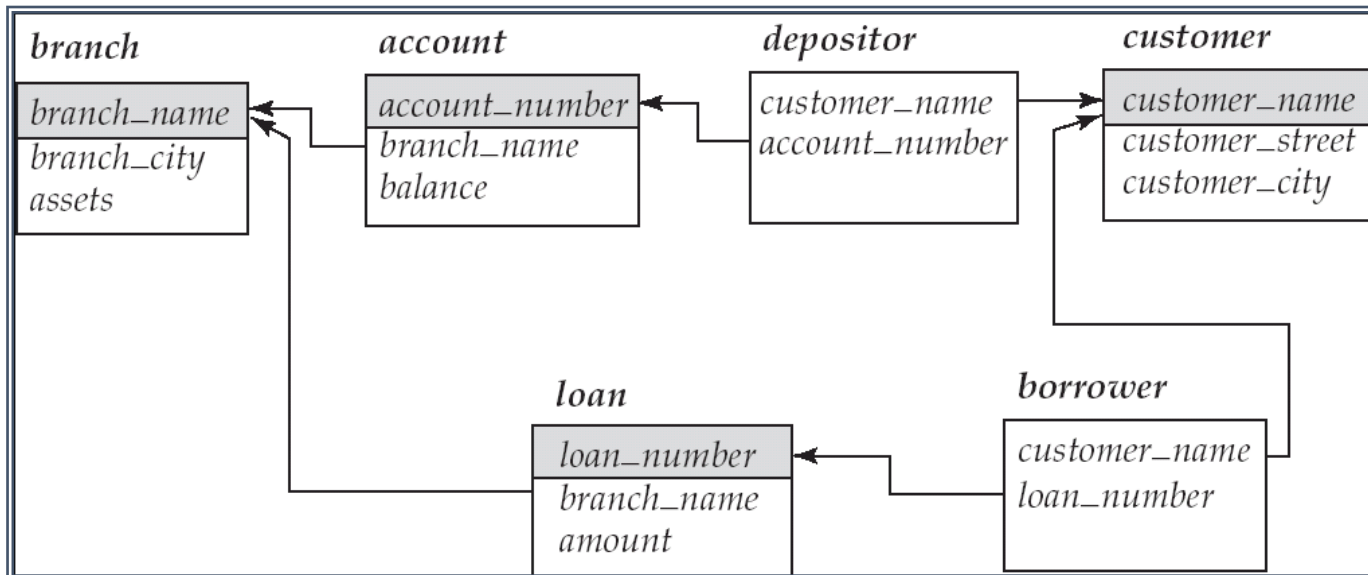 branch
branch_name
branch_city
assets
account
account_number
branch_name
balance
depositor
customer_name
account_number
customer
customer_name
customer_street
customer_city
loan
loan_number
branch_name
amount
borrower
customer_name
loan_number